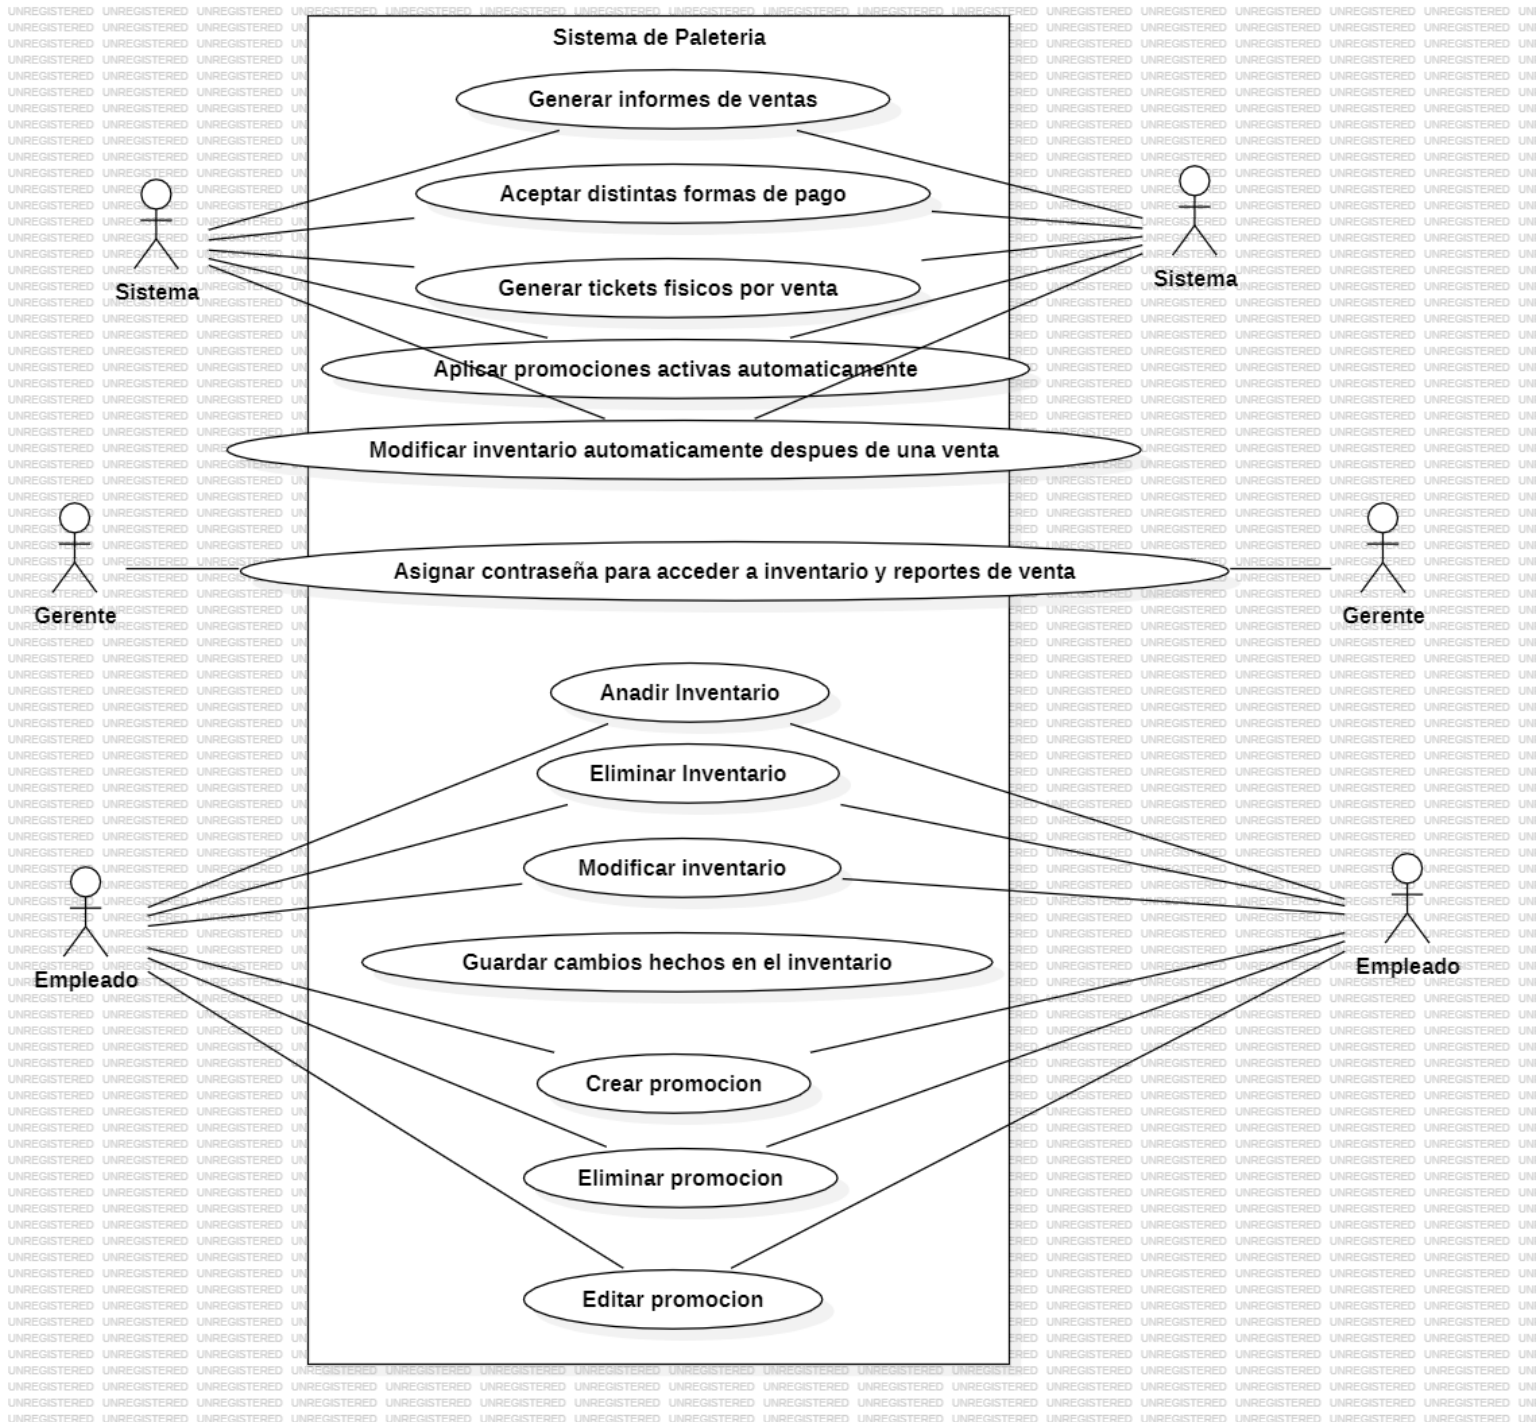 Sistema de Paleteria
Generar informes de ventas
Aceptar distintas formas de pago
Sistema
Sistema
Generar tickets fisicos por venta
Aplicar promociones activas automaticamente
Modificar inventario automaticamente despues de una venta
Asignar contraseña para acceder a inventario y reportes de venta
Gerente
Gerente
Anadir Inventario
Eliminar Inventario
Modificar inventario
Guardar cambios hechos en el inventario
Empleado
Empleado
Crear promocion
Eliminar promocion
Editar promocion
UNREGISTERED